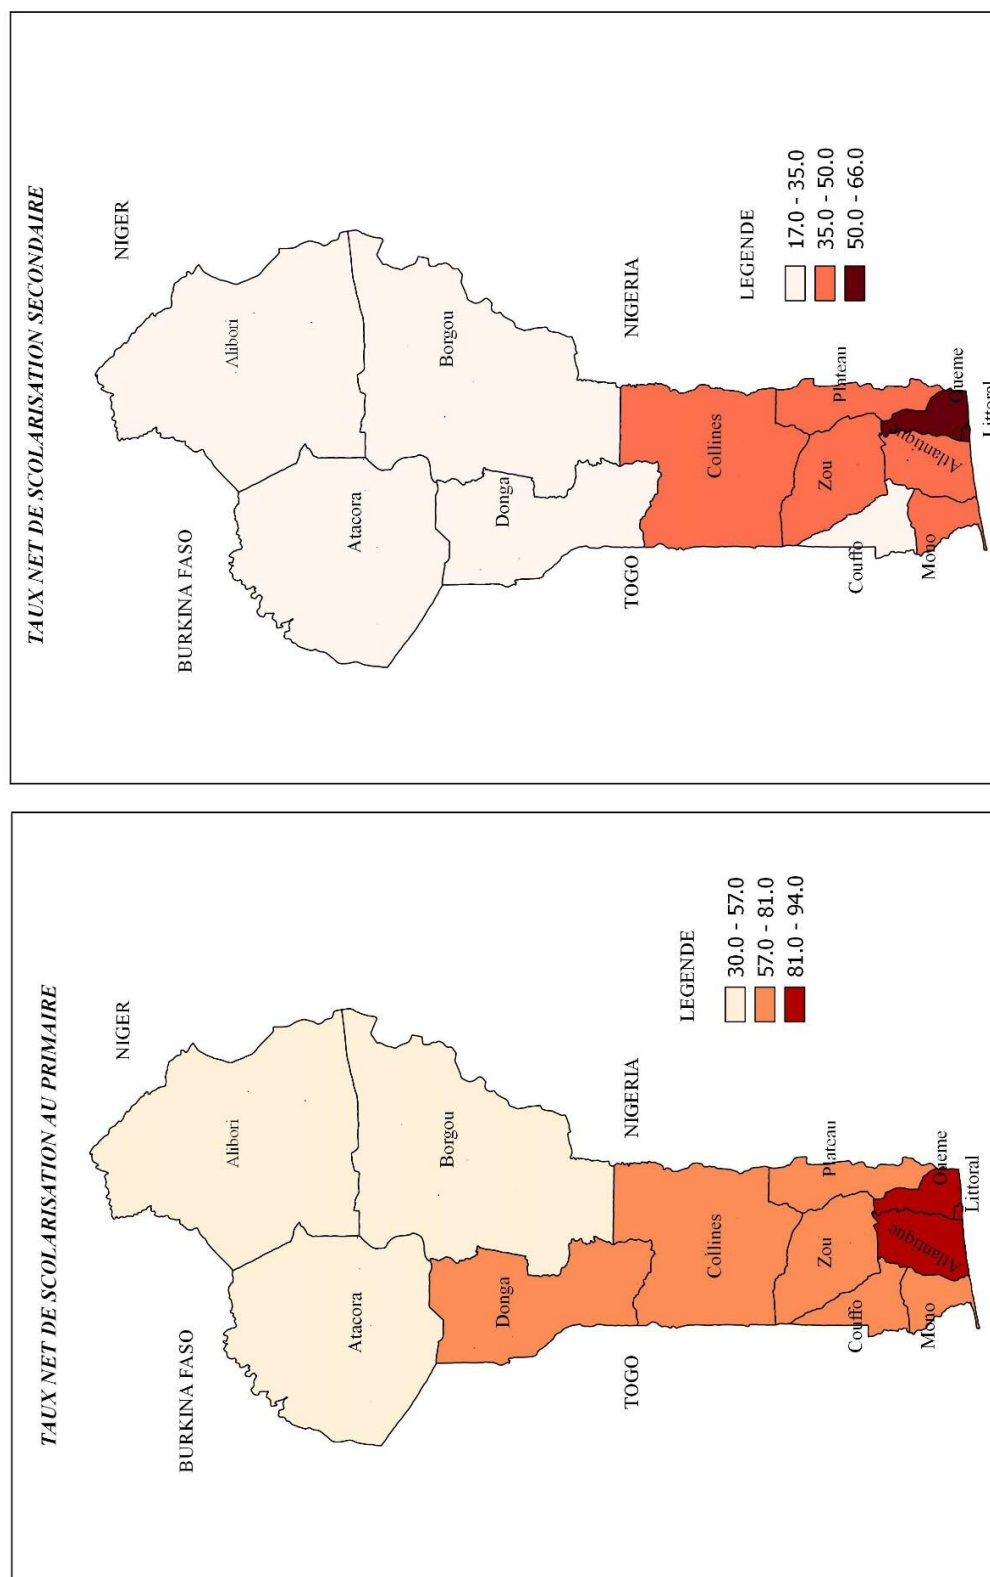 TAUX NET DE SCOLARISATION AU PRIMAIRE
NIGER
BURKINA FASO
Alibori
Atacora
Borgou
Donga
TOGO
NIGERIA
Collines
Zou
Plateau
Couffo
Mono
Atlantique
Oueme
Littoral
LEGENDE
30.0 - 57.0
57.0 - 81.0
81.0 - 94.0
TAUX NET DE SCOLARISATION SECONDAIRE
NIGER
BURKINA FASO
Alibori
Atacora
Borgou
Donga
TOGO
NIGERIA
Collines
Zou
Plateau
Couffo
Mono
Atlantique
Oueme
Littoral
LEGENDE
17.0 - 35.0
35.0 - 50.0
50.0 - 66.0